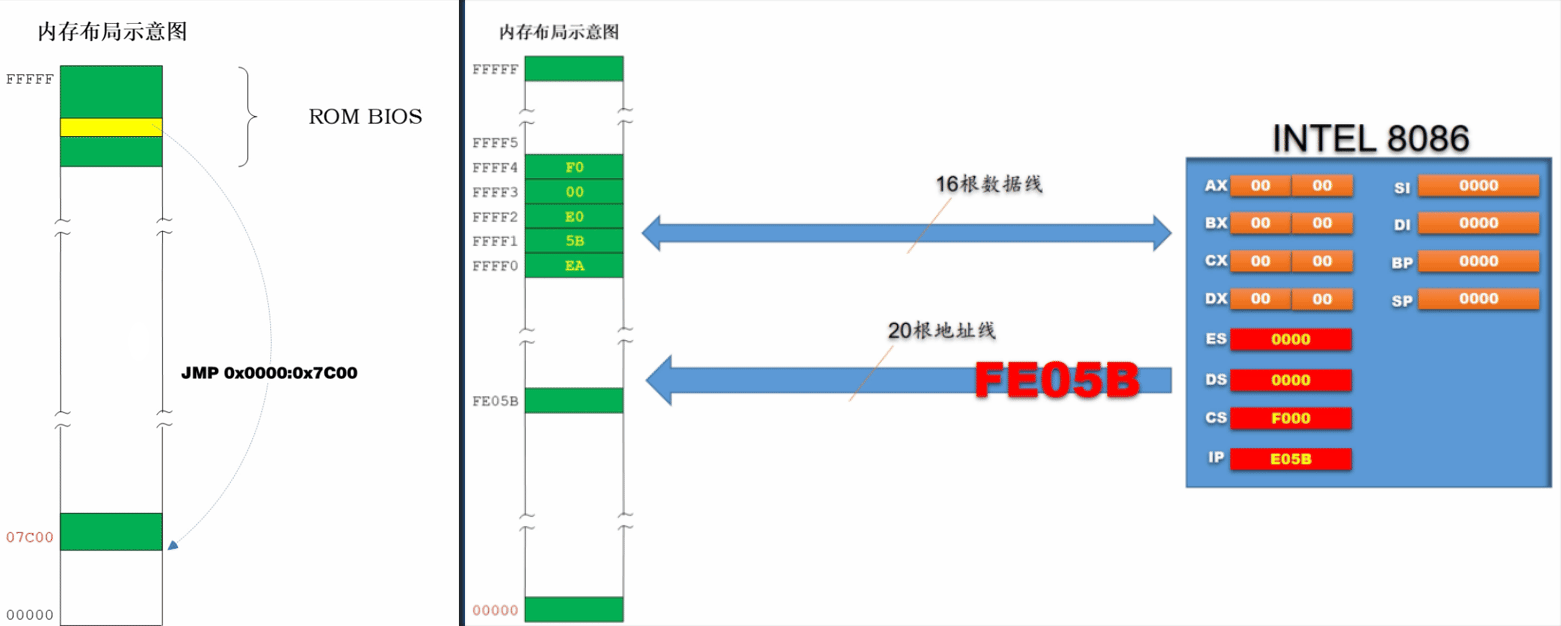 内存布局示意图
FFFFF
ROM BIOS
JMP 0x0000:0x7C00
07C00
00000
内存布局示意图
FFFFF
FFFF5
FFFF4 F0
FFFF3 00
FFFF2 E0
FFFF1 5B
FFFF0 EA
FE05B
00000
16根数据线
20根地址线
FE05B
INTEL 8086
AX 00 00 SI 0000
BX 00 00 DI 0000
CX 00 00 BP 0000
DX 00 00 SP 0000
ES 0000
DS 0000
CS F000
IP E05B